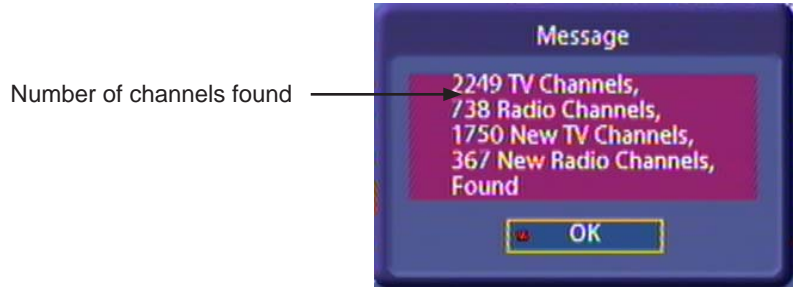 Message
Number of channels found
2249 TV Channels,
738 Radio Channels,
1750 New TV Channels,
367 New Radio Channels,
Found
OK